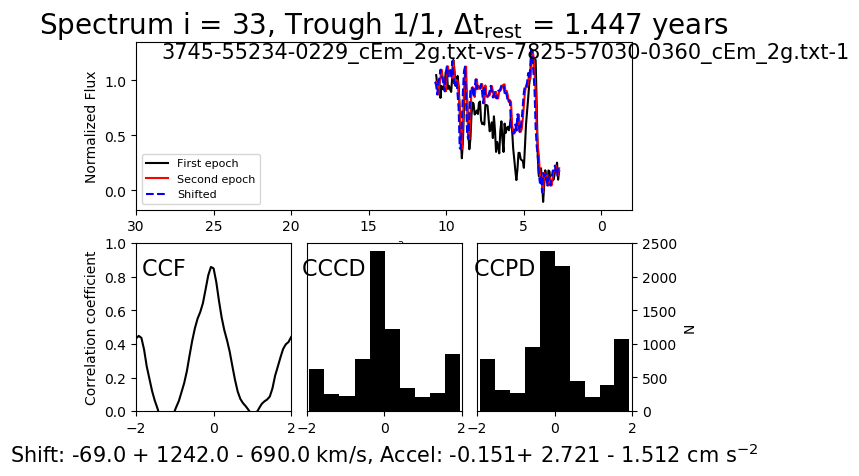 Spectrum i = 33, Trough 1/1, Δt_rest = 1.447 years
3745-55234-0229_cEm_2g.txt-vs-7825-57030-0360_cEm_2g.txt-1
Normalized Flux
1.0
0.5
0.0
First epoch
Second epoch
Shifted
30 25 20 15 10 5 0
Correlation coefficient
1.0
0.8
0.6
0.4
0.2
0.0
CCF
CCCD
CCPD
2500
2000
1500
1000
500
0
N
−2 0 2
−2 0 2
−2 0 2
Shift: -69.0 + 1242.0 - 690.0 km/s, Accel: -0.151+ 2.721 - 1.512 cm s⁻²